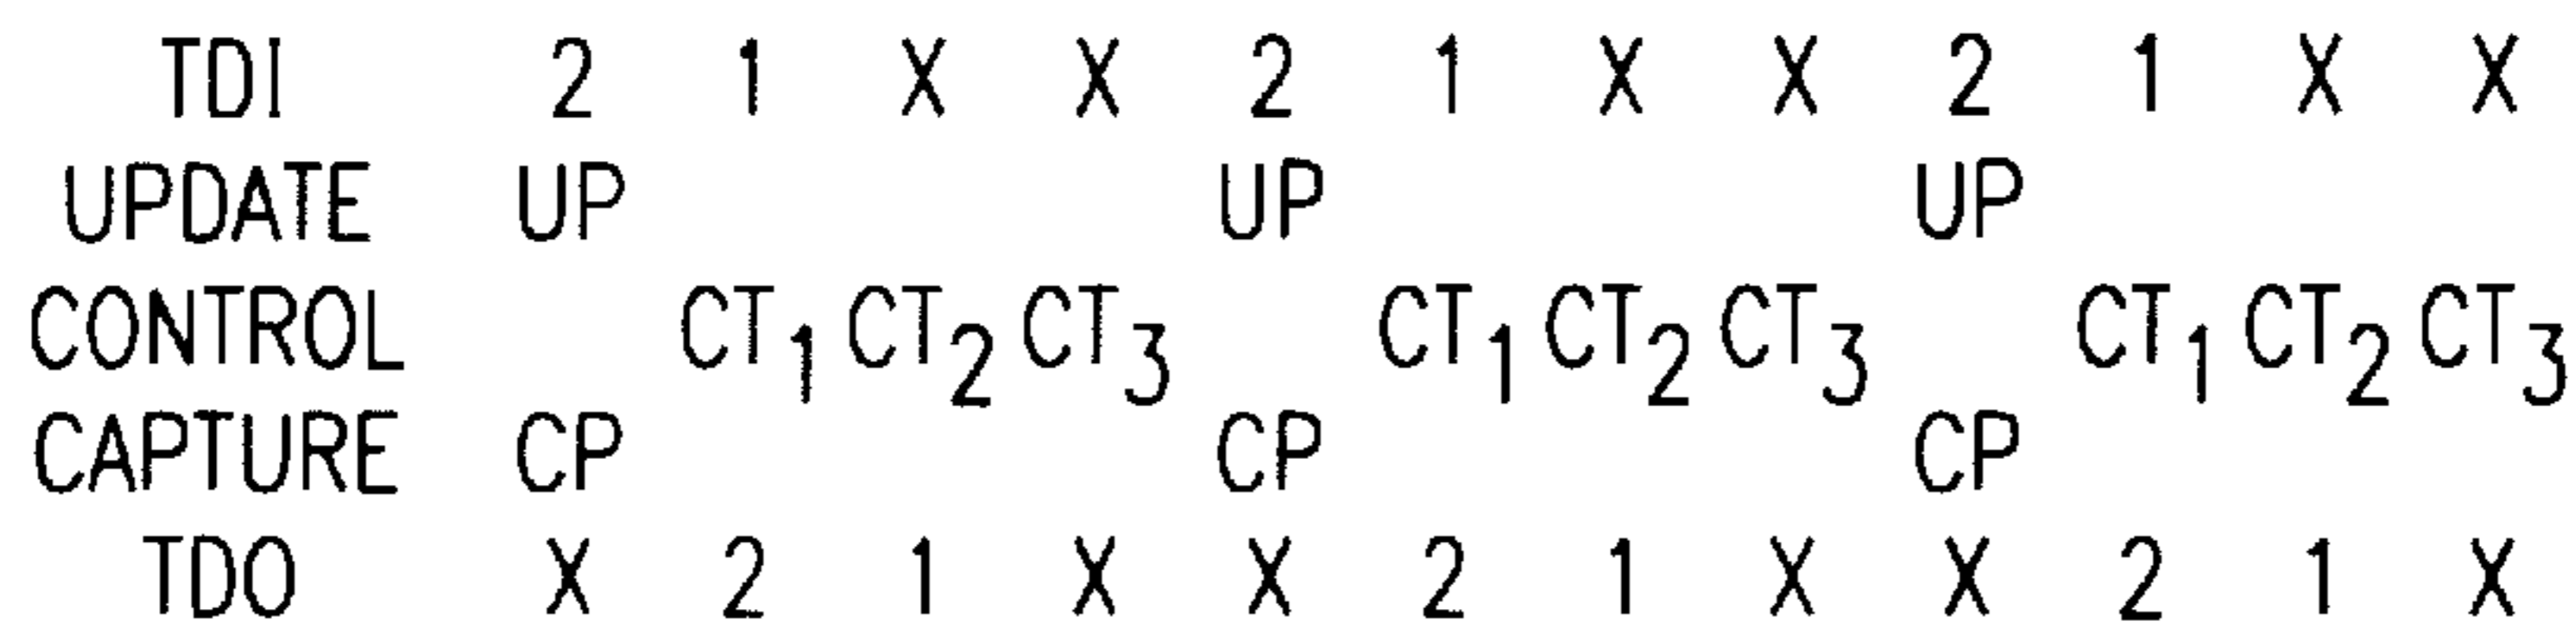 TDI 2 1 X X 2 1 X X 2 1 X X
UPDATE UP UP UP
CONTROL CT1 CT2 CT3 CT1 CT2 CT3 CT1 CT2 CT3
CAPTURE CP CP CP
TDO X 2 1 X X 2 1 X X 2 1 X